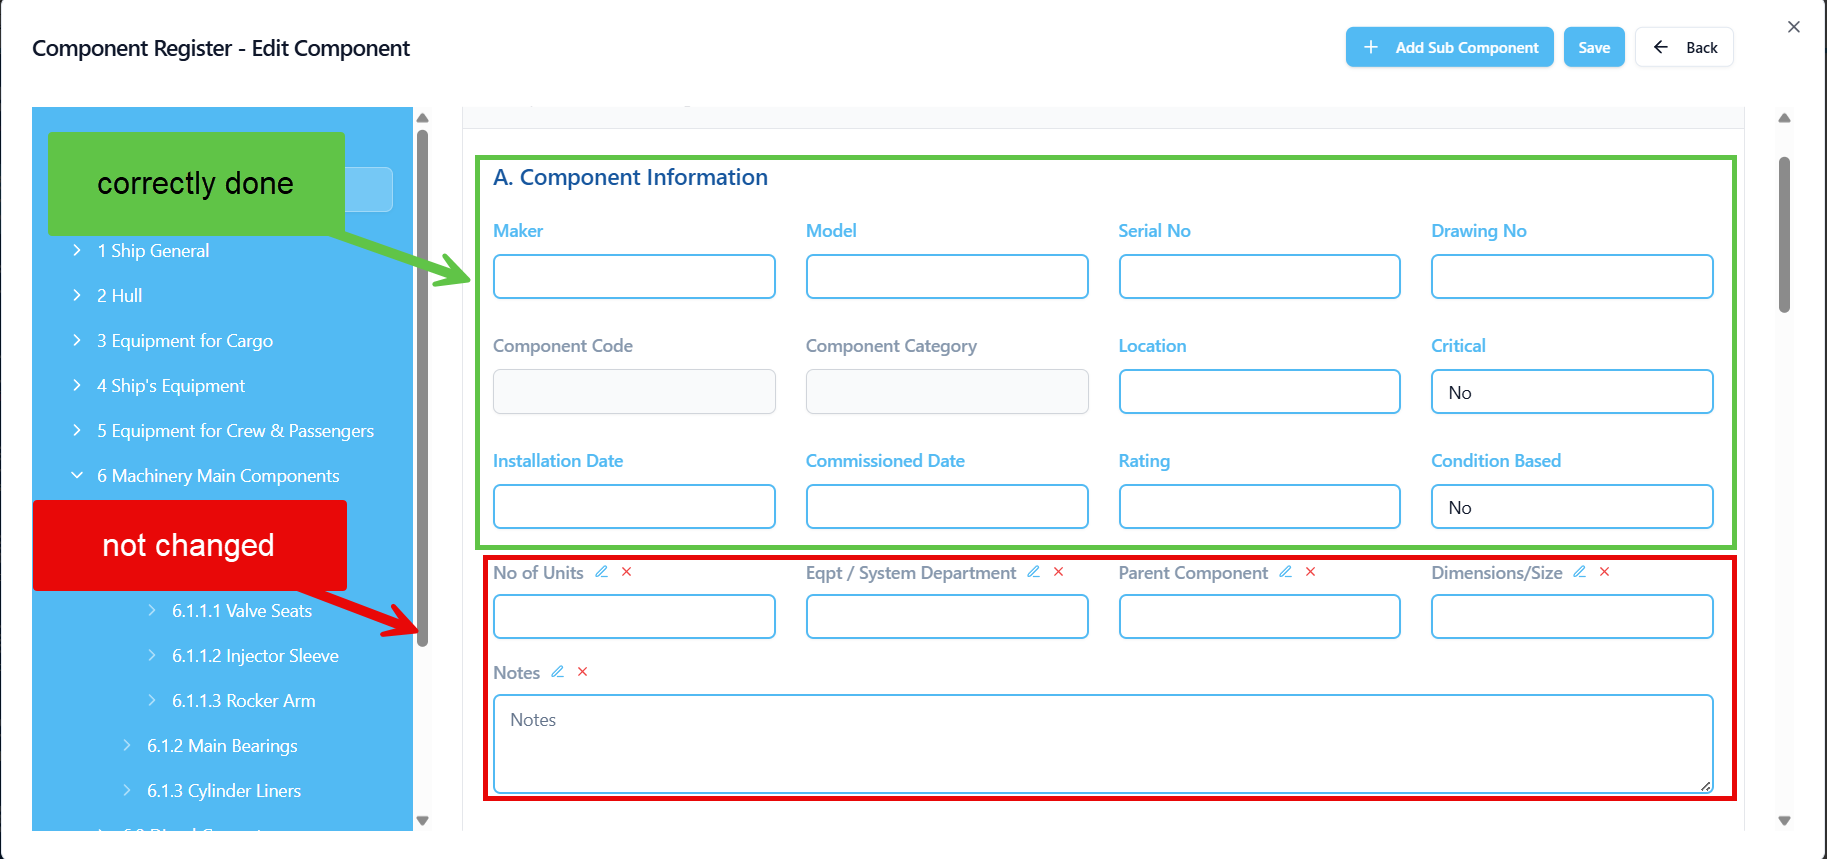 Component Register - Edit Component
Add Sub Component
Save
Back
correctly done
1 Ship General
2 Hull
3 Equipment for Cargo
4 Ship's Equipment
5 Equipment for Crew & Passengers
6 Machinery Main Components
not changed
6.1.1.1 Valve Seats
6.1.1.2 Injector Sleeve
6.1.1.3 Rocker Arm
6.1.2 Main Bearings
6.1.3 Cylinder Liners
A. Component Information
Maker Model Serial No Drawing No
Component Code Component Category Location Critical
No
Installation Date Commissioned Date Rating Condition Based
No
No of Units Eqpt / System Department Parent Component Dimensions/Size
Notes
Notes